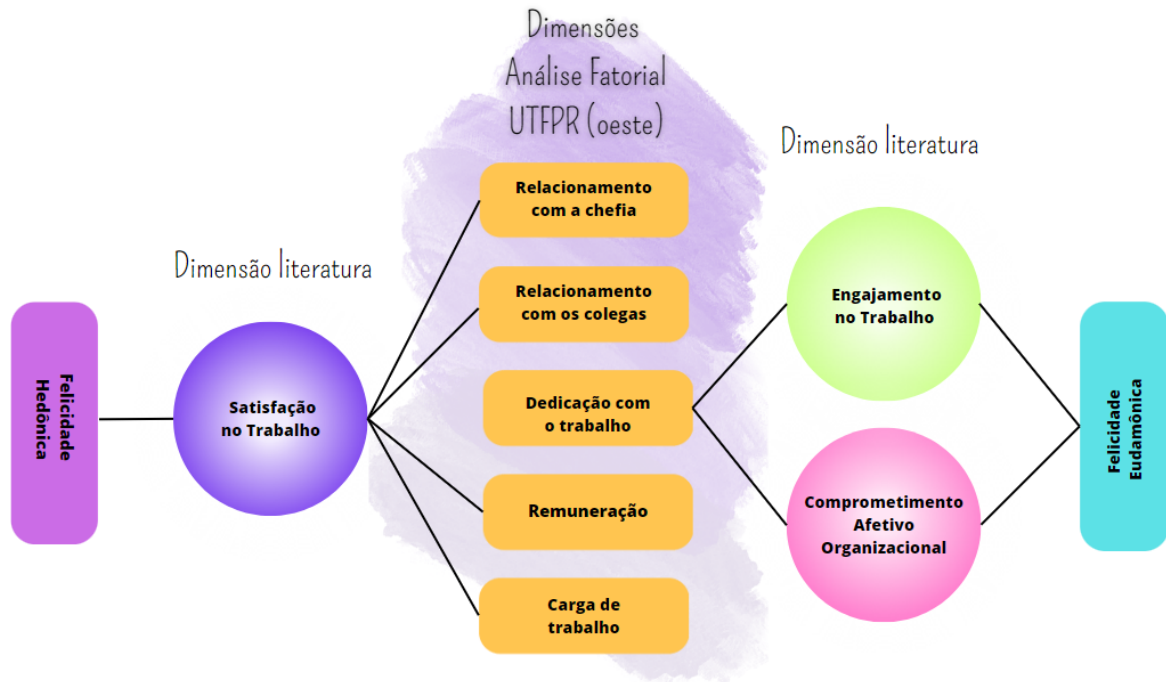 Dimensões
Análise Fatorial
UTFPR (oeste)
Dimensão literatura
Dimensão literatura
Felicidade
Hedônica
Satisfação
no Trabalho
Relacionamento
com a chefia
Relacionamento
com os colegas
Dedicação com
o trabalho
Remuneração
Carga de
trabalho
Engajamento
no Trabalho
Comprometimento
Afetivo
Organizacional
Felicidade
Eudamônica